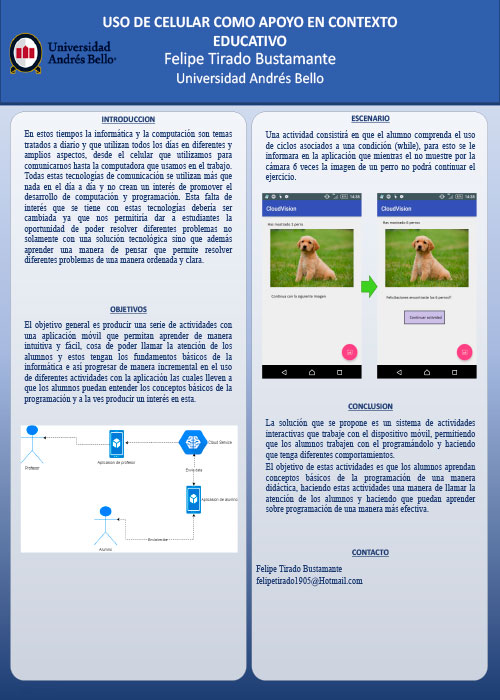 USO DE CELULAR COMO APOYO EN CONTEXTO
EDUCATIVO
Felipe Tirado Bustamante
Universidad Andrés Bello
Universidad
Andrés Bello
INTRODUCCION
En estos tiempos la informática y la computación son temas
tratados a diario y que utilizan todos los días en diferentes y
amplios aspectos, desde el celular que utilizamos para
comunicarnos hasta la computadora que usamos en el trabajo.
Todas estas tecnologías de comunicación se utilizan más que
nada en el día a día y no crean un interés de promover el
desarrollo de computación y programación. Esta falta de
interés que se tiene con estas tecnologías debería ser
cambiada ya que nos permitiría dar a estudiantes la
oportunidad de poder resolver diferentes problemas no
solamente con una solución tecnológica sino que además
aprender una manera de pensar que permite resolver
diferentes problemas de una manera ordenada y clara.
OBJETIVOS
El objetivo general es producir una serie de actividades con
una aplicación móvil que permitan aprender de manera
intuitiva y fácil, cosa de poder llamar la atención de los
alumnos y estos tengan los fundamentos básicos de la
informática e así progresar de manera incremental en el uso
de diferentes actividades con la aplicación las cuales lleven a
que los alumnos puedan entender los conceptos básicos de la
programación y a la ves producir un interés en esta.
Profesor
Aplicacion de profesor
Cloud Service
Aplicacion de alumno
Alumno
ESCENARIO
Una actividad consistirá en que el alumno comprenda el uso
de ciclos asociados a una condición (while), para esto se le
informara en la aplicación que mientras el no muestre por la
cámara 6 veces la imagen de un perro no podrá continuar el
ejercicio.
14:55
CloudVision
Has mostrado 1 perro
Continua con la siguiente imagen
14:56
CloudVision
Has mostrado 6 perros
Felicitaciones encontraste los 6 perros!!
Continuar actividad
CONCLUSION
La solución que se propone es un sistema de actividades
interactivas que trabaje con el dispositivo móvil, permitiendo
que los alumnos trabajen con el programándolo y haciendo
que tenga diferentes comportamientos.
El objetivo de estas actividades es que los alumnos aprendan
conceptos básicos de la programación de una manera
didáctica, haciendo estas actividades una manera de llamar la
atención de los alumnos y haciendo que puedan aprender
sobre programación de una manera más efectiva.
CONTACTO
Felipe Tirado Bustamante
felipetirado1905@Hotmail.com